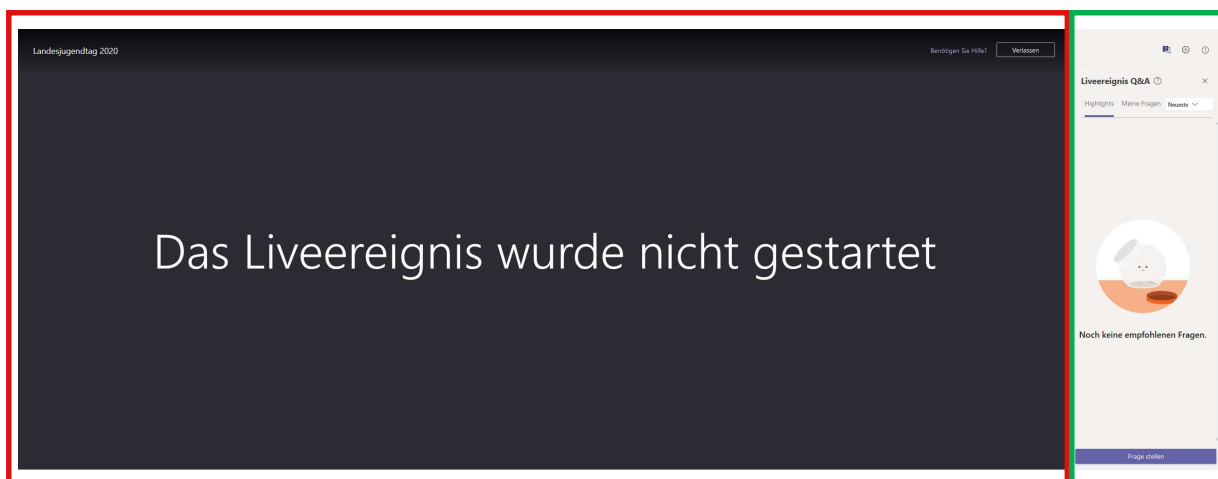 Landesjugendtag 2020
Benötigen Sie Hilfe?
Verlassen
Das Liveereignis wurde nicht gestartet
Liveereignis Q&A
Highlights
Meine Fragen
Neueste
Noch keine empfohlenen Fragen.
Frage stellen